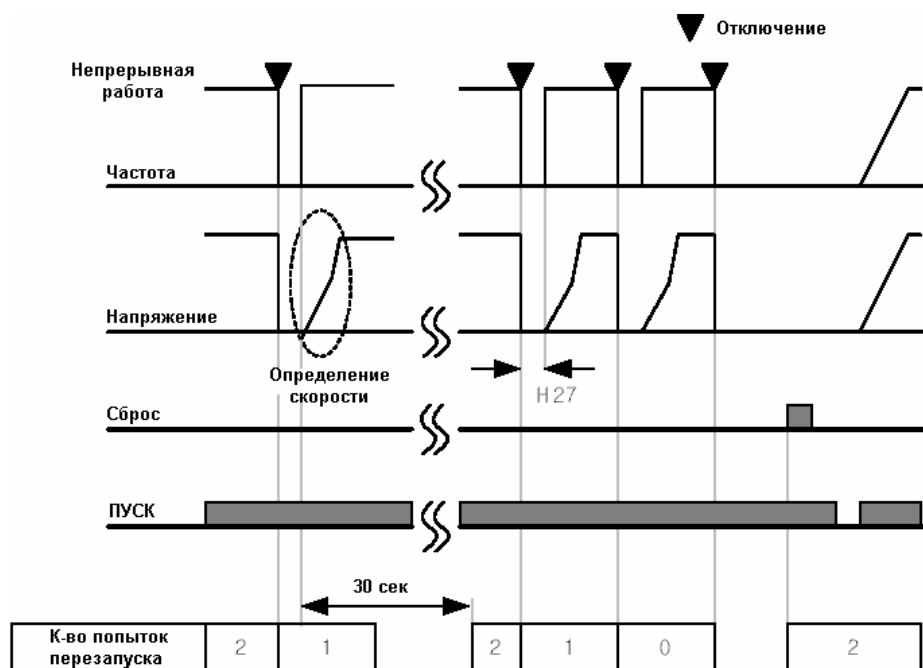 Отключение
Непрерывная
работа
Частота
Напряжение
Определение
скорости
H 27
Сброс
ПУСК
30 сек
К-во попыток
перезапуска
2 1 2 1 0 2